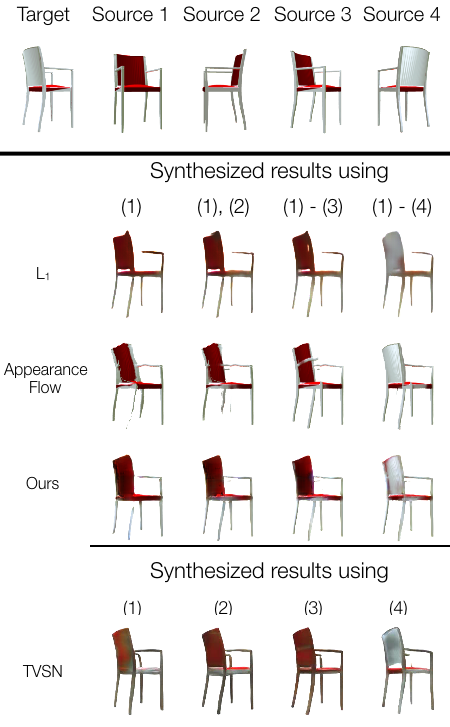 Target Source 1 Source 2 Source 3 Source 4
Synthesized results using
(1) (1), (2) (1) - (3) (1) - (4)
L1
Appearance
Flow
Ours
Synthesized results using
(1) (2) (3) (4)
TVSN